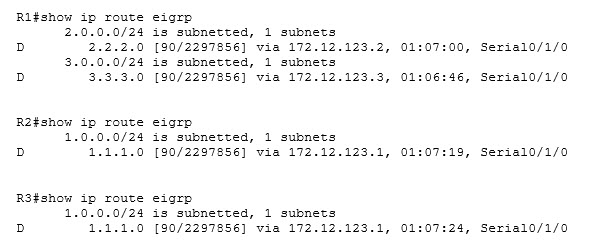 R1#show ip route eigrp
2.0.0.0/24 is subnetted, 1 subnets
D 2.2.2.0 [90/2297856] via 172.12.123.2, 01:07:00, Serial0/1/0
3.0.0.0/24 is subnetted, 1 subnets
D 3.3.3.0 [90/2297856] via 172.12.123.3, 01:06:46, Serial0/1/0
R2#show ip route eigrp
1.0.0.0/24 is subnetted, 1 subnets
D 1.1.1.0 [90/2297856] via 172.12.123.1, 01:07:19, Serial0/1/0
R3#show ip route eigrp
1.0.0.0/24 is subnetted, 1 subnets
D 1.1.1.0 [90/2297856] via 172.12.123.1, 01:07:24, Serial0/1/0